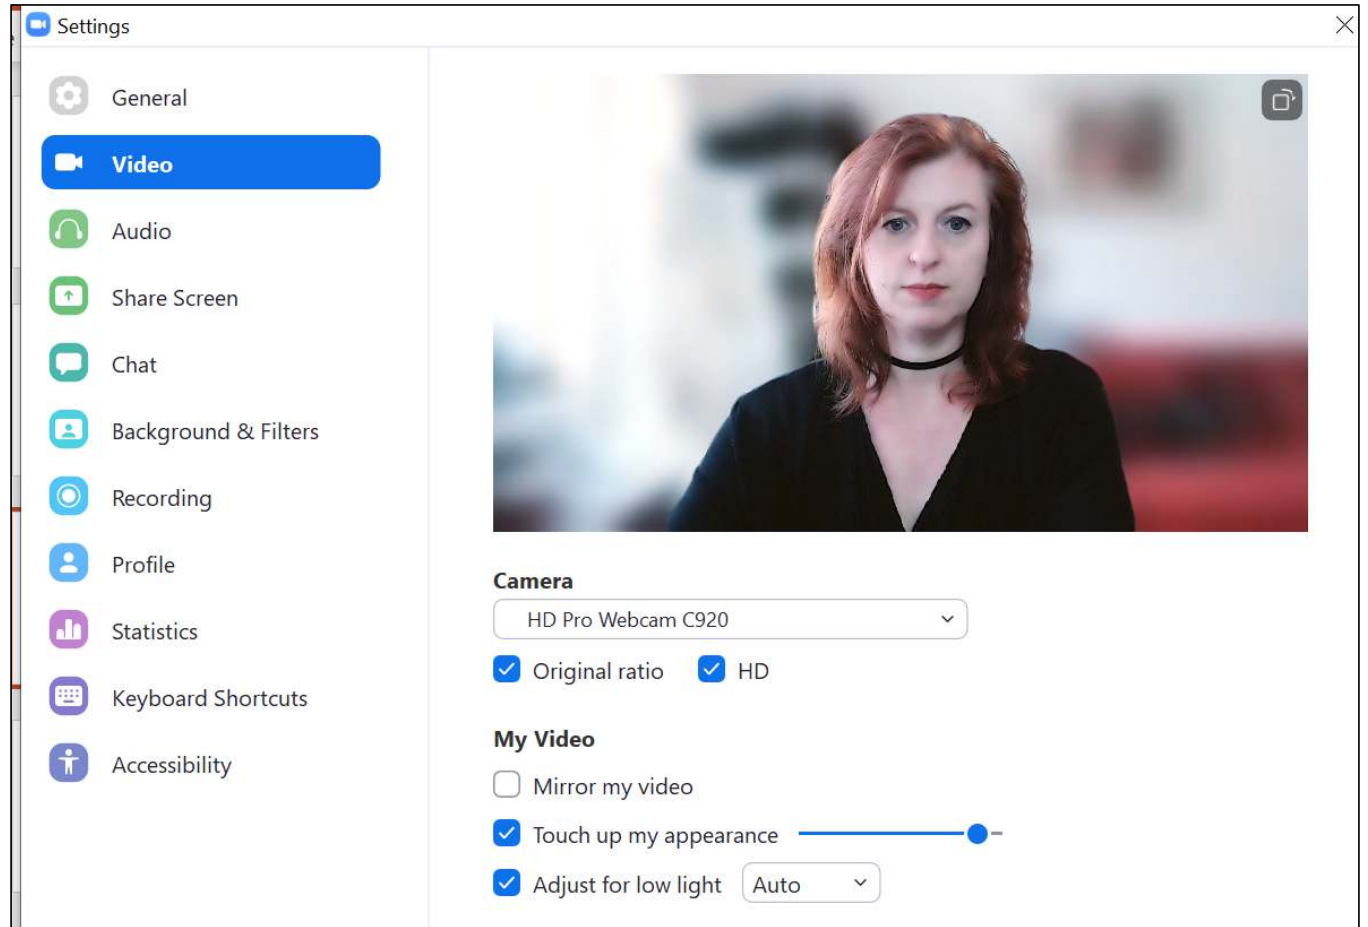 Settings
General
Video
Audio
Share Screen
Chat
Background & Filters
Recording
Profile
Statistics
Keyboard Shortcuts
Accessibility
Camera
HD Pro Webcam C920
Original ratio HD
My Video
Mirror my video
Touch up my appearance
Adjust for low light Auto